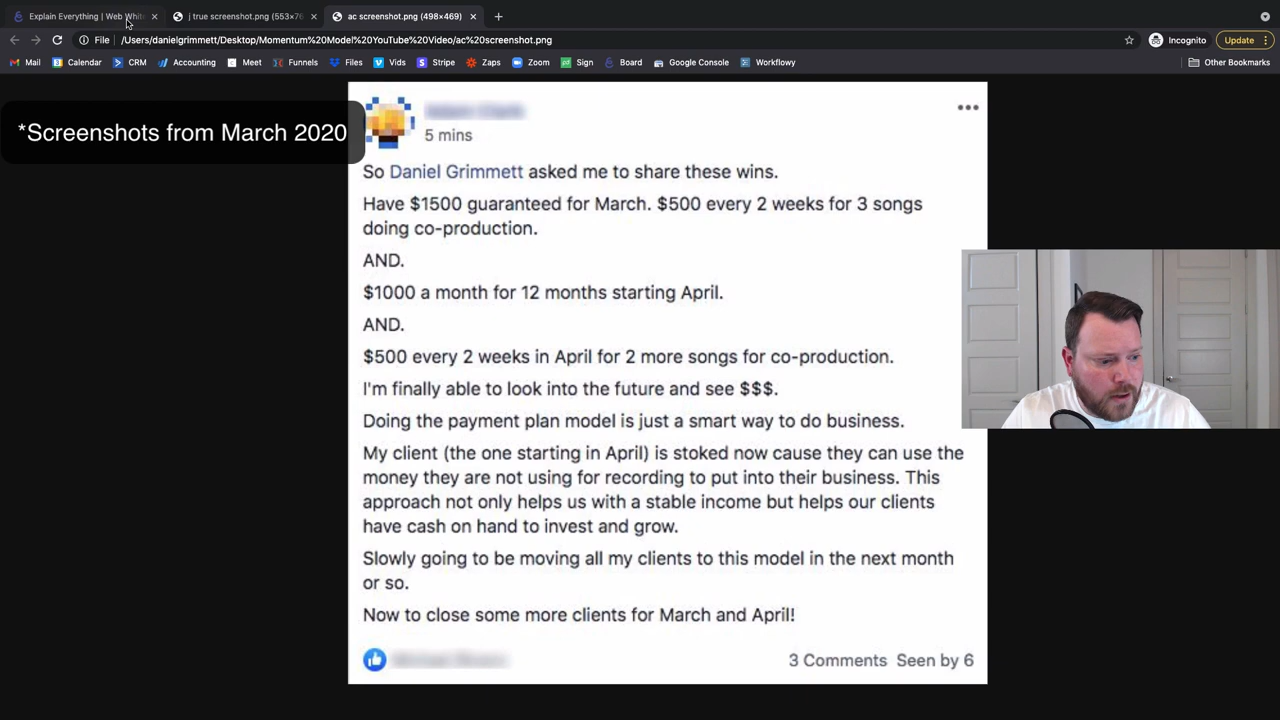 Explain Everything | Web White
j true screenshot.png (553×76
ac screenshot.png (498×469)
File
/Users/danielgrimmett/Desktop/Momentum%20Model%20YouTube%20Video/ac%20screenshot.png
Incognito
Update
Mail
Calendar
CRM
Accounting
Meet
Funnels
Files
Vids
Stripe
Zaps
Zoom
Sign
Board
Google Console
Workflowy
Other Bookmarks
*Screenshots from March 2020
5 mins
So Daniel Grimmett asked me to share these wins.
Have $1500 guaranteed for March. $500 every 2 weeks for 3 songs
doing co-production.
AND.
$1000 a month for 12 months starting April.
AND.
$500 every 2 weeks in April for 2 more songs for co-production.
I'm finally able to look into the future and see $$$.
Doing the payment plan model is just a smart way to do business.
My client (the one starting in April) is stoked now cause they can use the
money they are not using for recording to put into their business. This
approach not only helps us with a stable income but helps our clients
have cash on hand to invest and grow.
Slowly going to be moving all my clients to this model in the next month
or so.
Now to close some more clients for March and April!
3 Comments Seen by 6